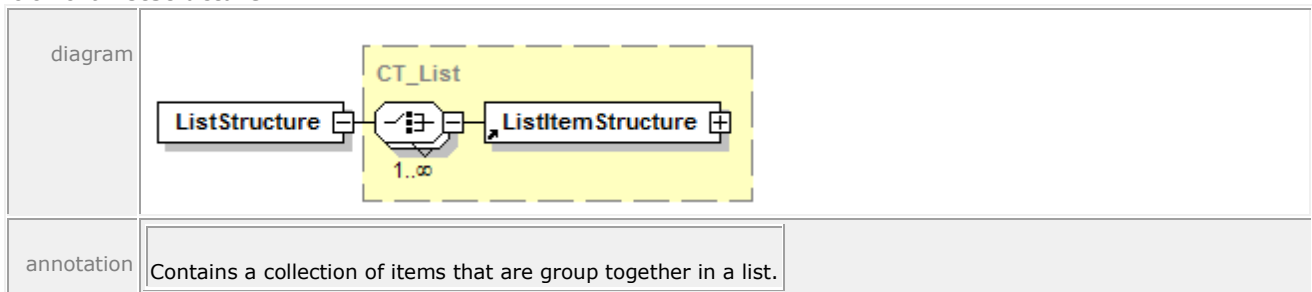 diagram
CT_List
ListStructure
ListItemStructure
1..∞
annotation
Contains a collection of items that are group together in a list.